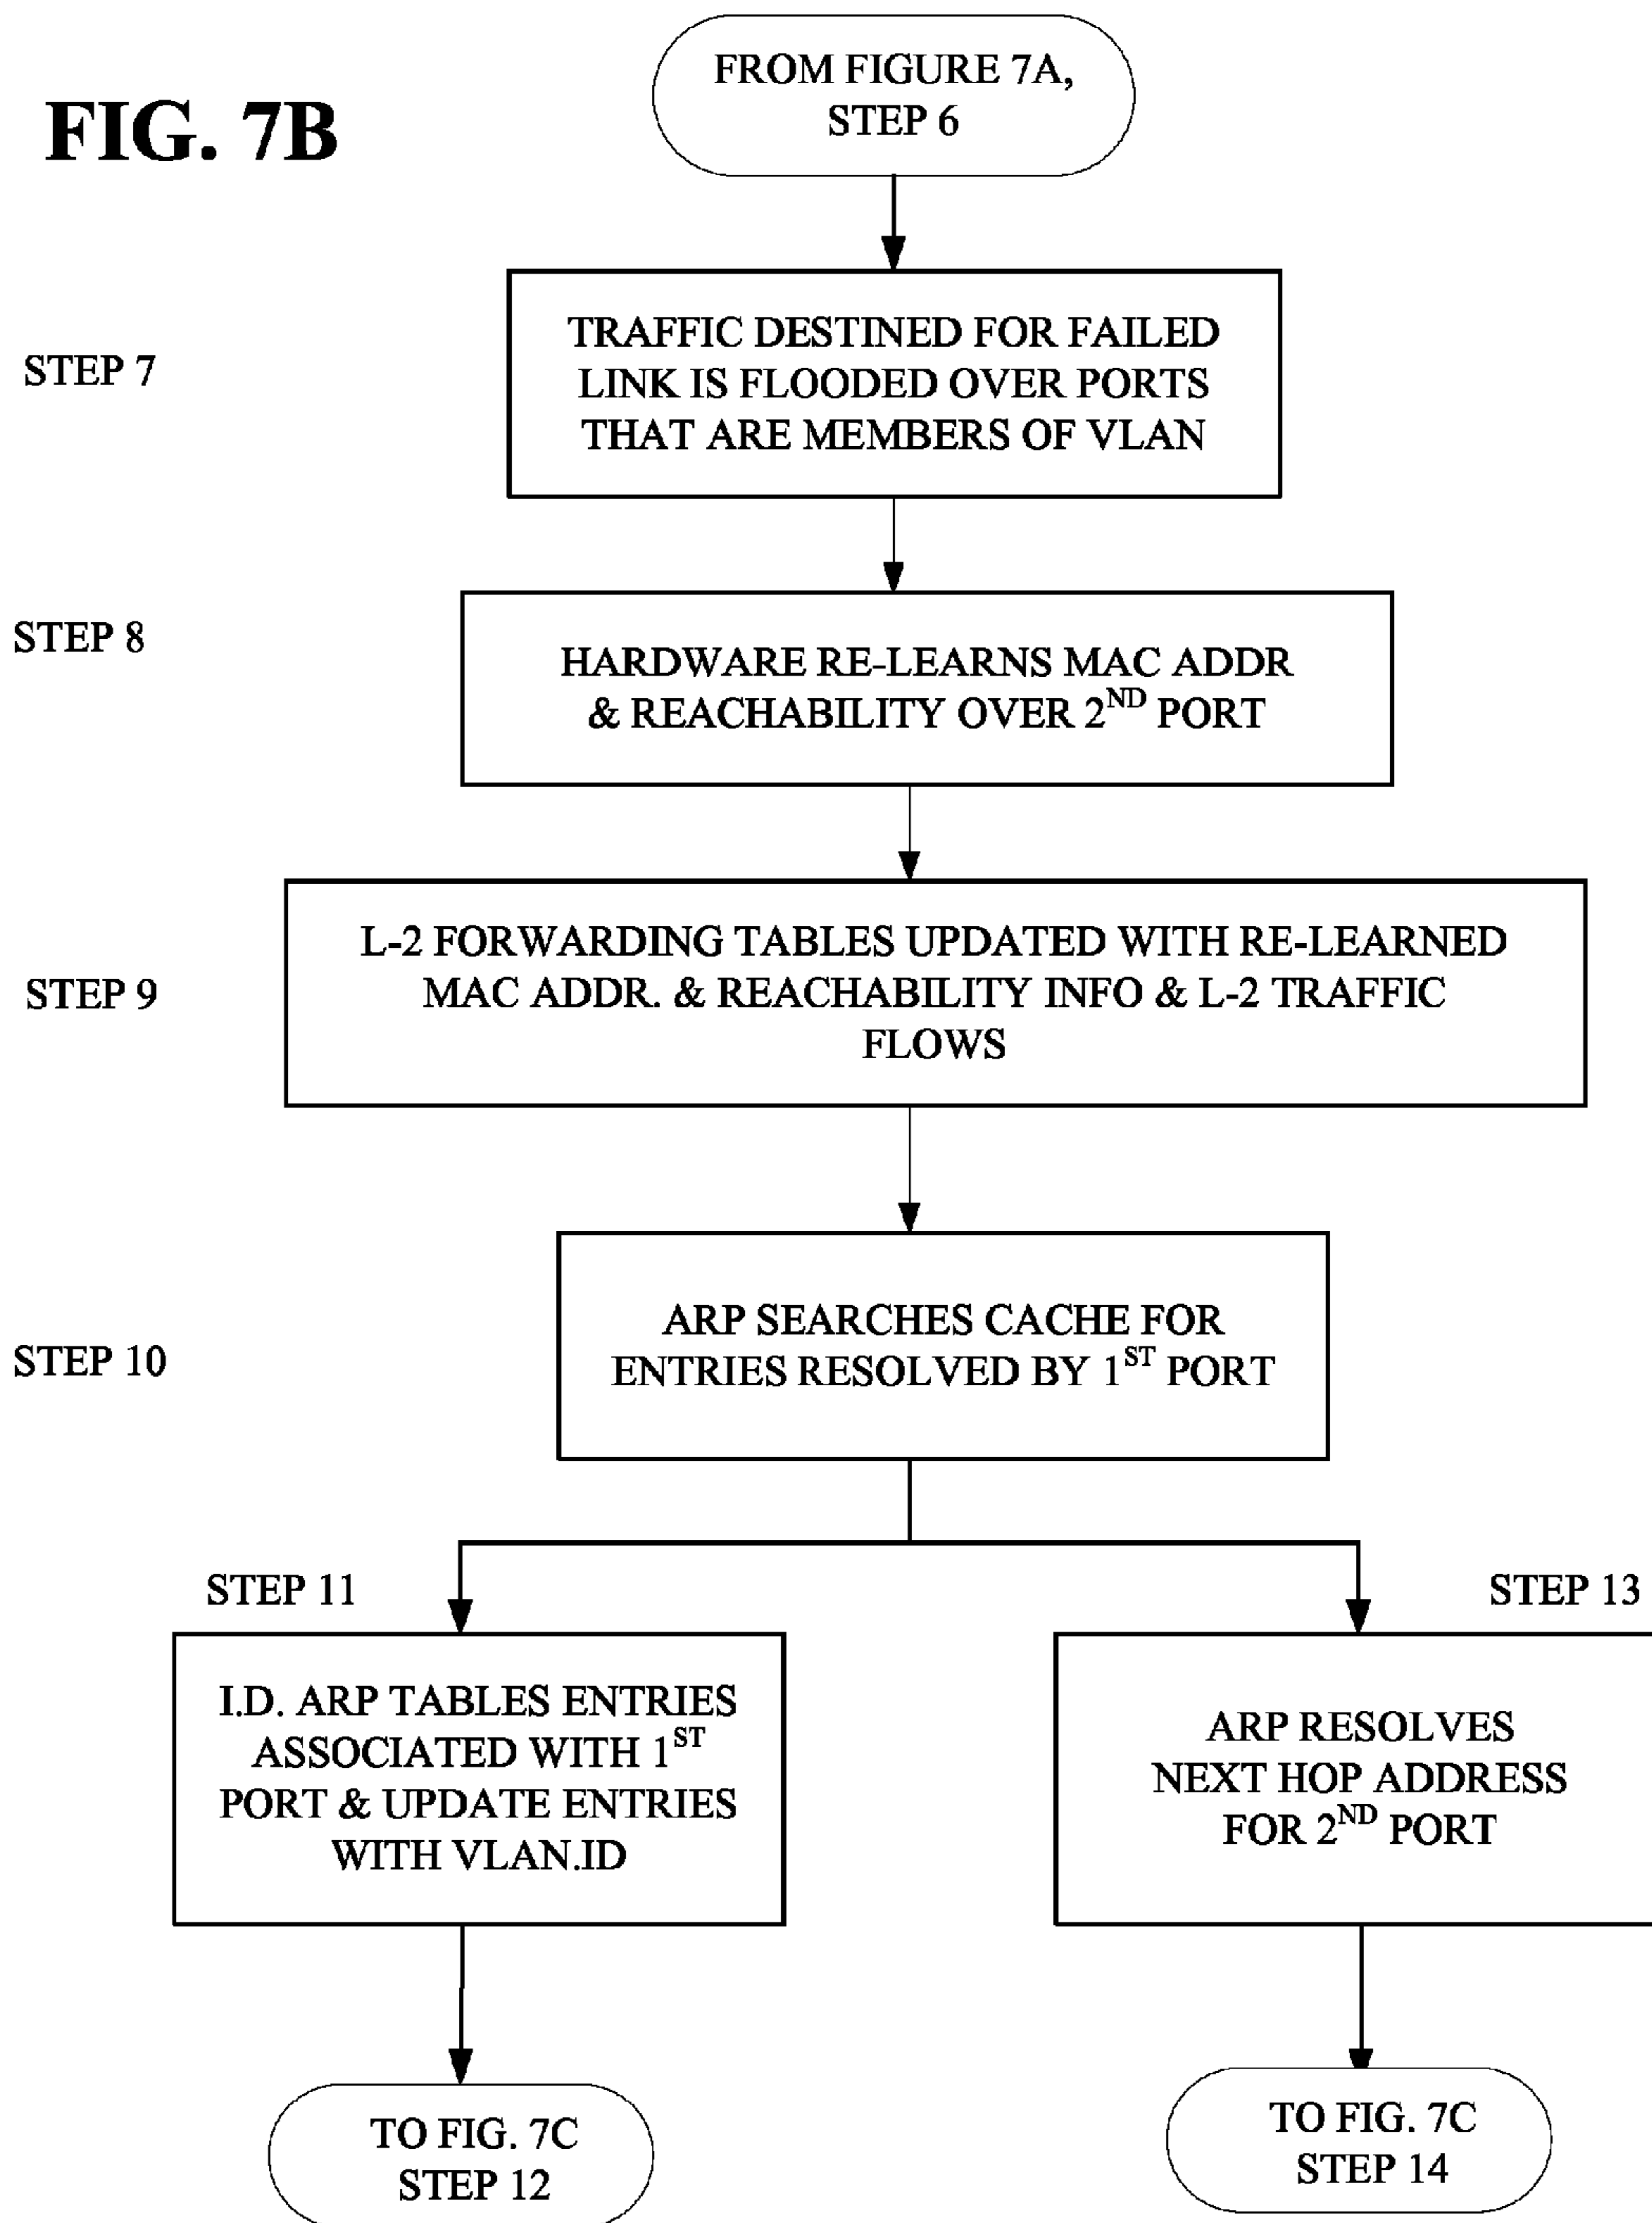 FROM FIGURE 7A,
STEP 6
FIG. 7B
STEP 7
TRAFFIC DESTINED FOR FAILED
LINK IS FLOODED OVER PORTS
THAT ARE MEMBERS OF VLAN
STEP 8
HARDWARE RE-LEARNS MAC ADDR
& REACHABILITY OVER 2ND PORT
STEP 9
L-2 FORWARDING TABLES UPDATED WITH RE-LEARNED
MAC ADDR. & REACHABILITY INFO & L-2 TRAFFIC
FLOWS
STEP 10
ARP SEARCHES CACHE FOR
ENTRIES RESOLVED BY 1ST PORT
STEP 11
I.D. ARP TABLES ENTRIES
ASSOCIATED WITH 1ST
PORT & UPDATE ENTRIES
WITH VLAN.ID
STEP 13
ARP RESOLVES
NEXT HOP ADDRESS
FOR 2ND PORT
TO FIG. 7C
STEP 12
TO FIG. 7C
STEP 14